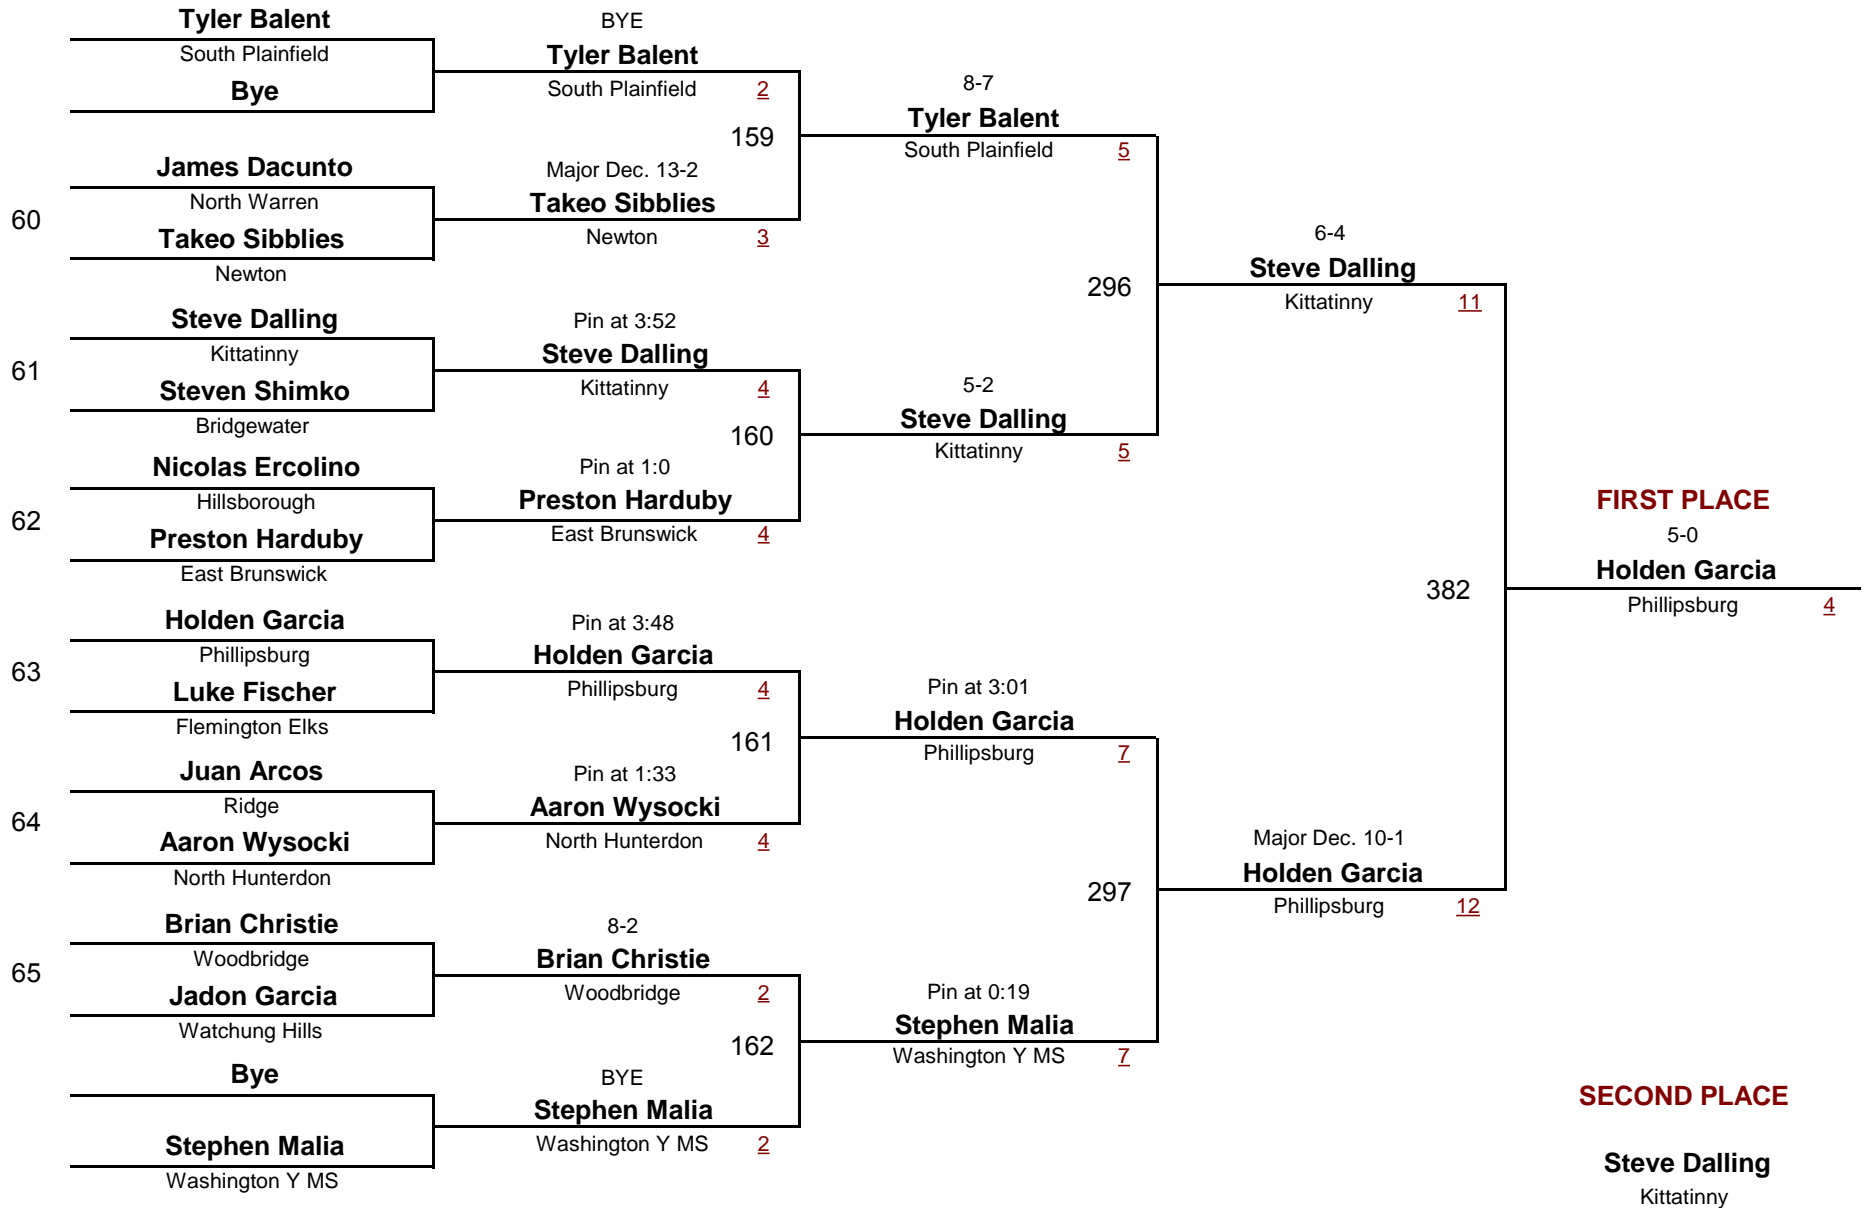 Tyler Balent
South Plainfield
Bye
60
James Dacunto
North Warren
Takeo Sibblies
Newton
61
Steve Dalling
Kittatinny
Steven Shimko
Bridgewater
62
Nicolas Ercolino
Hillsborough
Preston Harduby
East Brunswick
63
Holden Garcia
Phillipsburg
Luke Fischer
Flemington Elks
64
Juan Arcos
Ridge
Aaron Wysocki
North Hunterdon
65
Brian Christie
Woodbridge
Jadon Garcia
Watchung Hills
Bye
Stephen Malia
Washington Y MS
BYE
Tyler Balent
South Plainfield 2
159
Major Dec. 13-2
Takeo Sibblies
Newton 3
Pin at 3:52
Steve Dalling
Kittatinny 4
160
Pin at 1:0
Preston Harduby
East Brunswick 4
Pin at 3:48
Holden Garcia
Phillipsburg 4
161
Pin at 1:33
Aaron Wysocki
North Hunterdon 4
8-2
Brian Christie
Woodbridge 2
162
BYE
Stephen Malia
Washington Y MS 2
8-7
Tyler Balent
South Plainfield 5
296
5-2
Steve Dalling
Kittatinny 5
Pin at 3:01
Holden Garcia
Phillipsburg 7
297
Pin at 0:19
Stephen Malia
Washington Y MS 7
6-4
Steve Dalling
Kittatinny 11
382
Major Dec. 10-1
Holden Garcia
Phillipsburg 12
FIRST PLACE
5-0
Holden Garcia
Phillipsburg 4
SECOND PLACE
Steve Dalling
Kittatinny